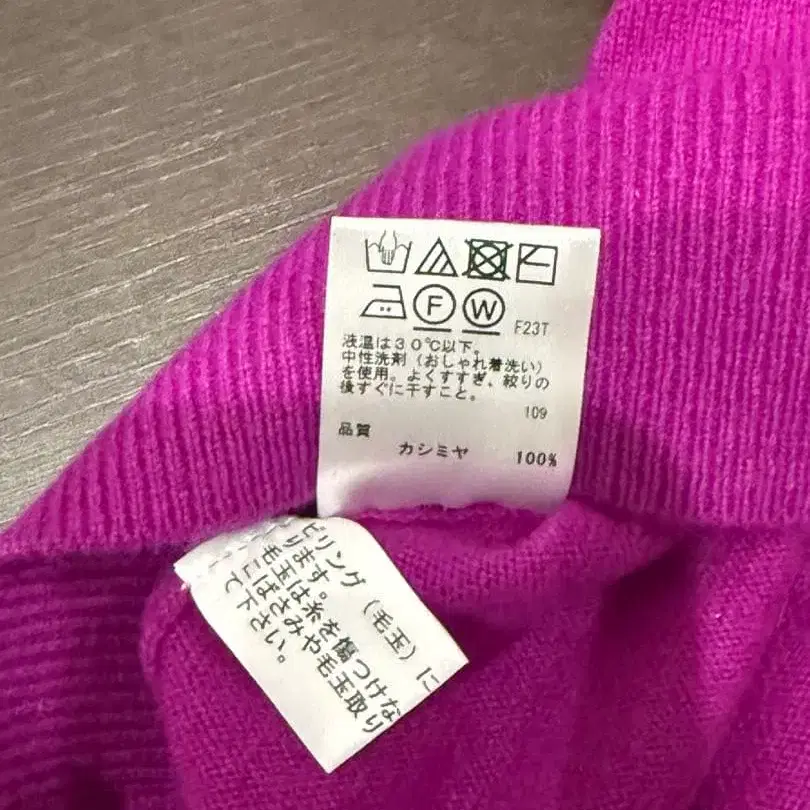 F W F23T
液温は30℃以下。
中性洗剤(おしゃれ着洗い)
を使用。よくすすぎ、絞りの
後すぐに干すこと。
109
品質
カシミヤ 100%
ピリング(毛玉)に
ります。
毛玉は糸を傷つけな
こばさみや毛玉取り
て下さい。